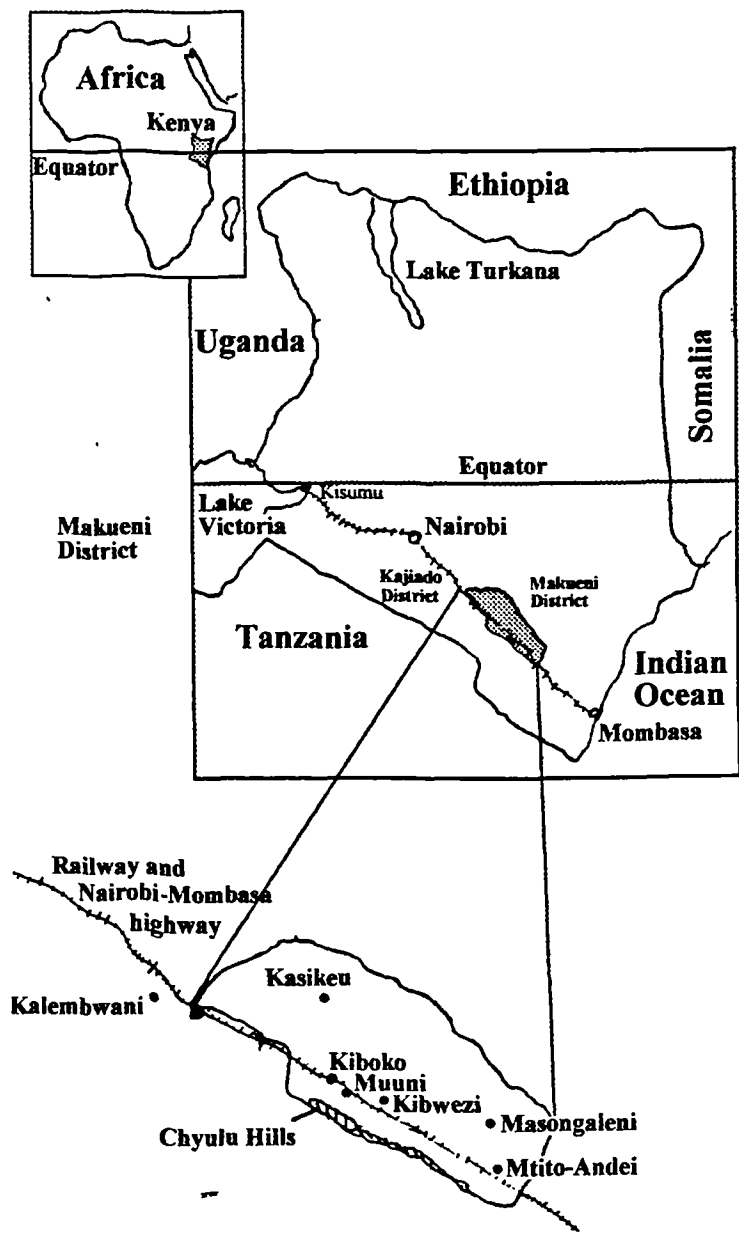 Africa
Kenya
Equator
Ethiopia
Lake Turkana
Uganda
Somalia
Equator
Kisumu
Lake
Victoria
Makueni
District
Nairobi
Kajiado
District
Makueni
District
Tanzania
Indian
Ocean
Mombasa
Railway and
Nairobi-Mombasa
highway
Kasikeu
Kalembwani
Kiboko
Muuni
Kibwezi
Masongaleni
Chyulu Hills
Mtito-Andei